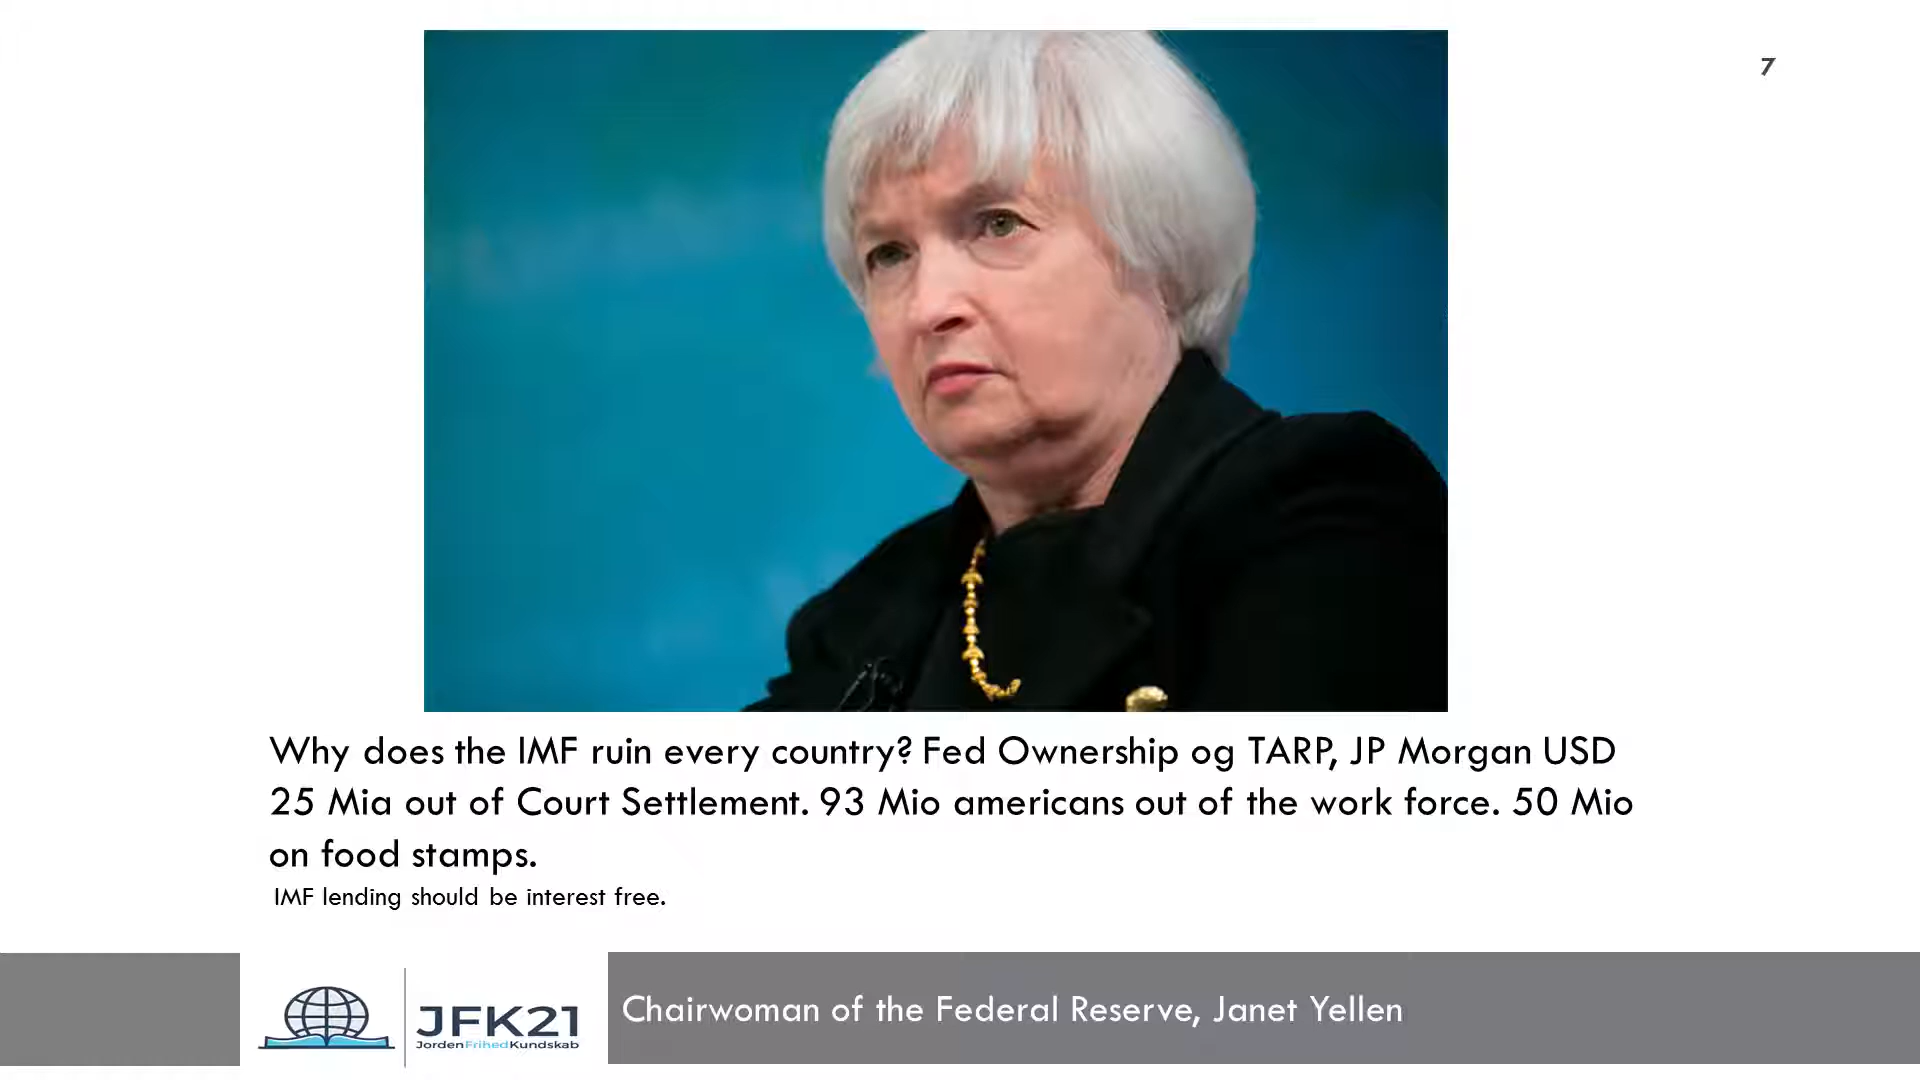 7
Why does the IMF ruin every country? Fed Ownership og TARP, JP Morgan USD
25 Mia out of Court Settlement. 93 Mio americans out of the work force. 50 Mio
on food stamps.
IMF lending should be interest free.
JFK21
JordenFrihedKundskab
Chairwoman of the Federal Reserve, Janet Yellen